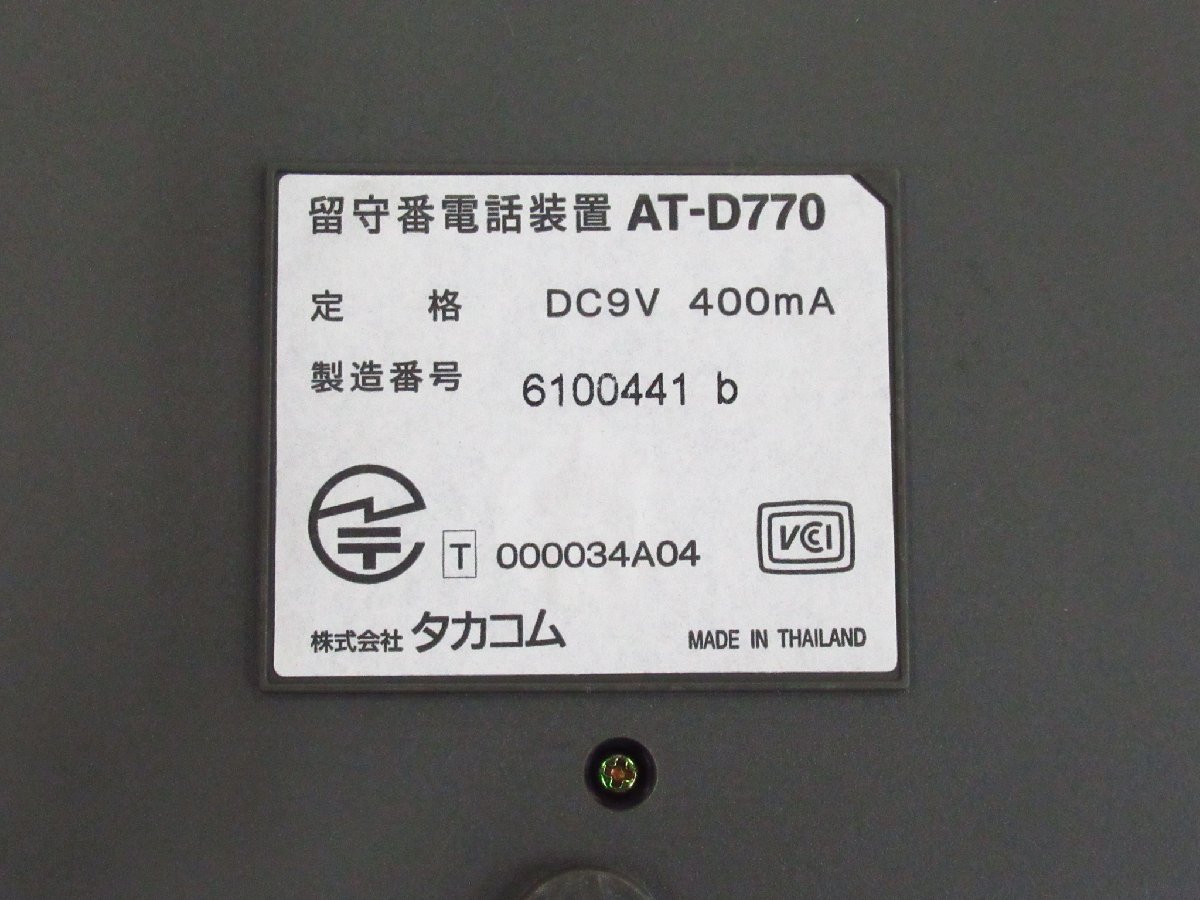 留守番電話装置 AT-D770
定 格 DC9V 400mA
製造番号 6100441 b
T 000034A04
VCCI
株式会社 タカコム
MADE IN THAILAND